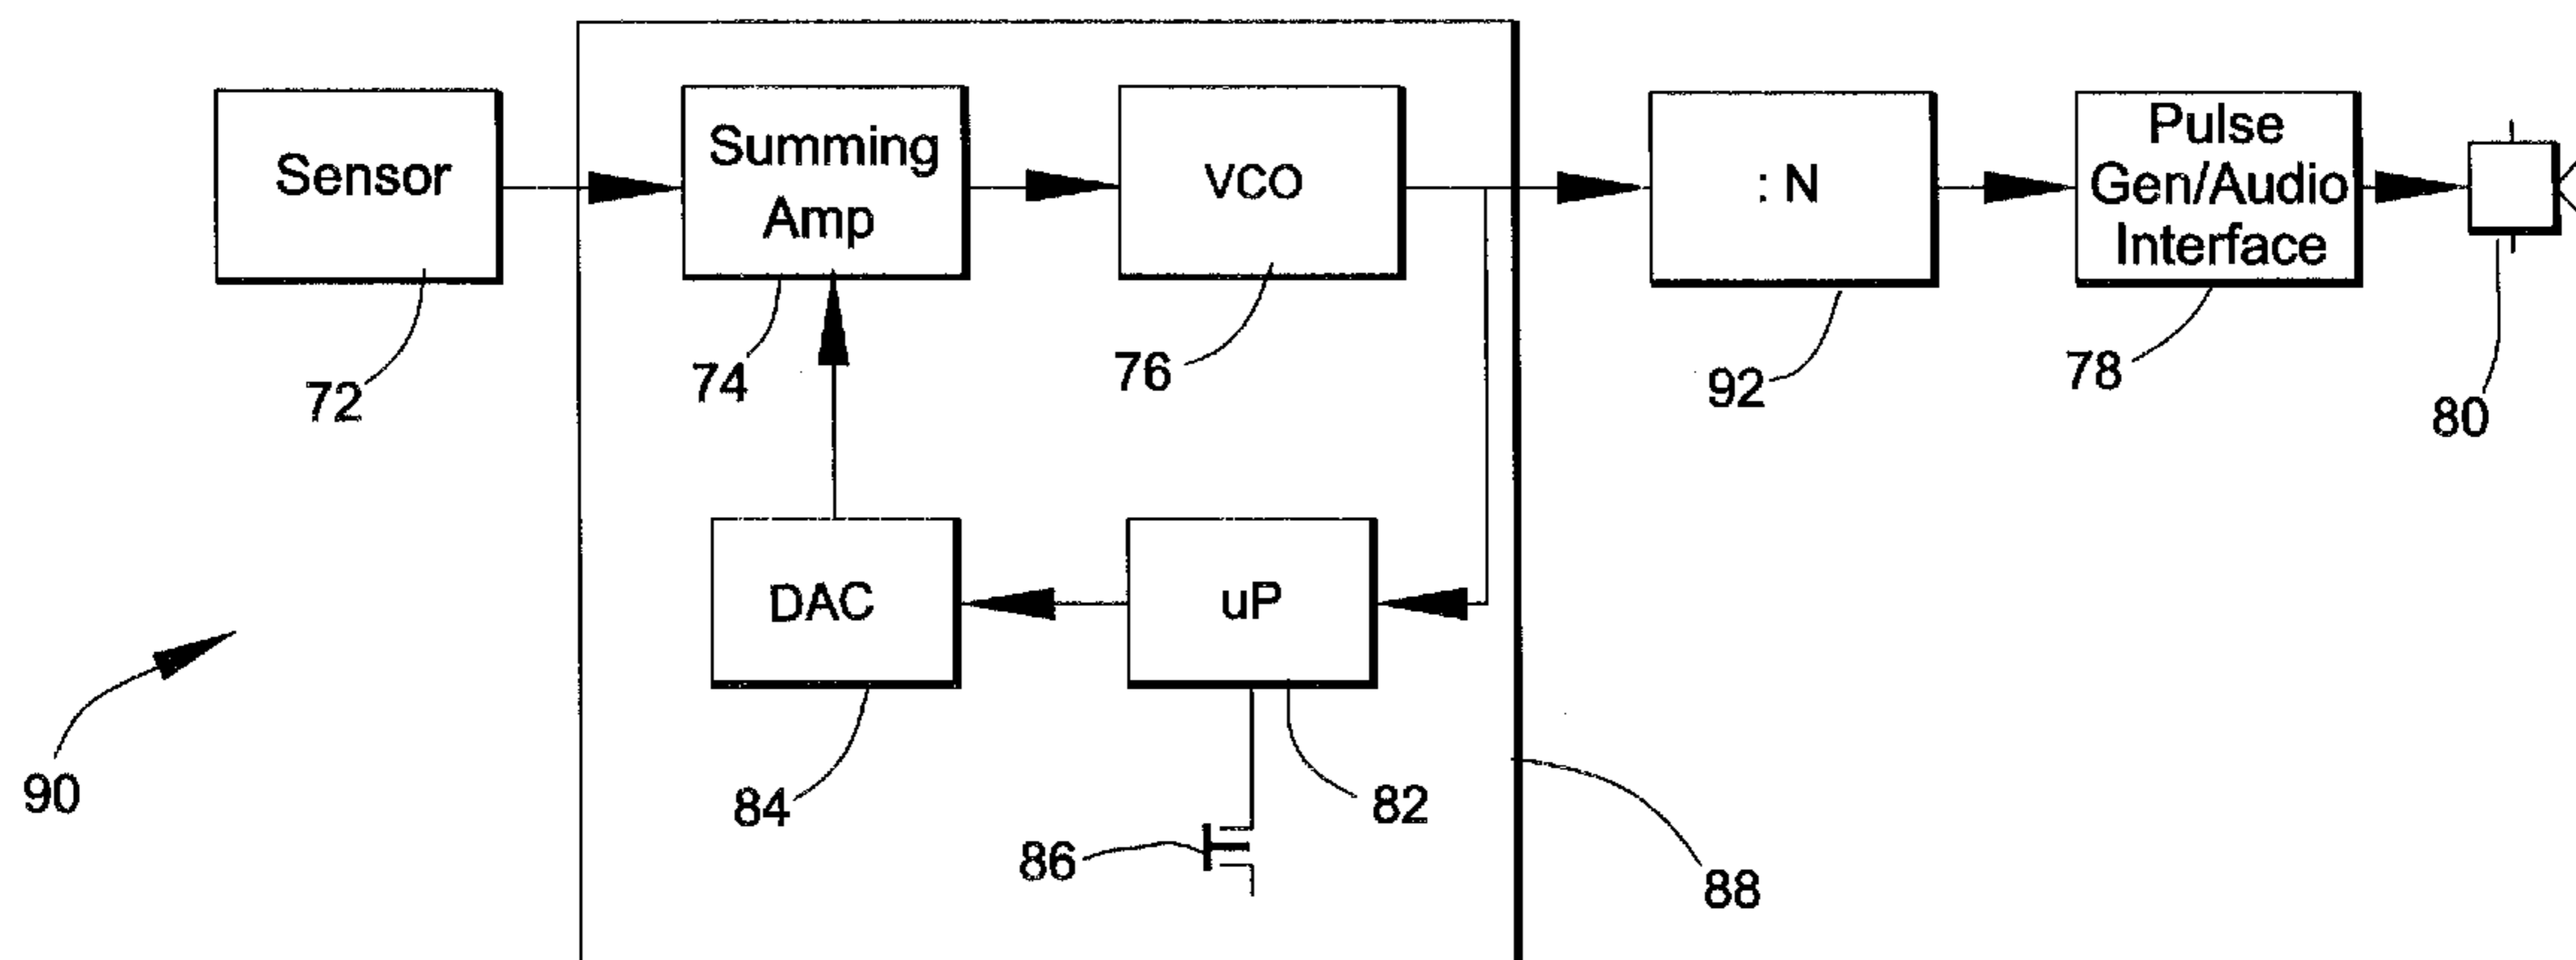 Sensor
Summing
Amp
VCO
: N
Pulse
Gen/Audio
Interface
72
74
76
92
78
80
DAC
uP
90
84
86
82
88